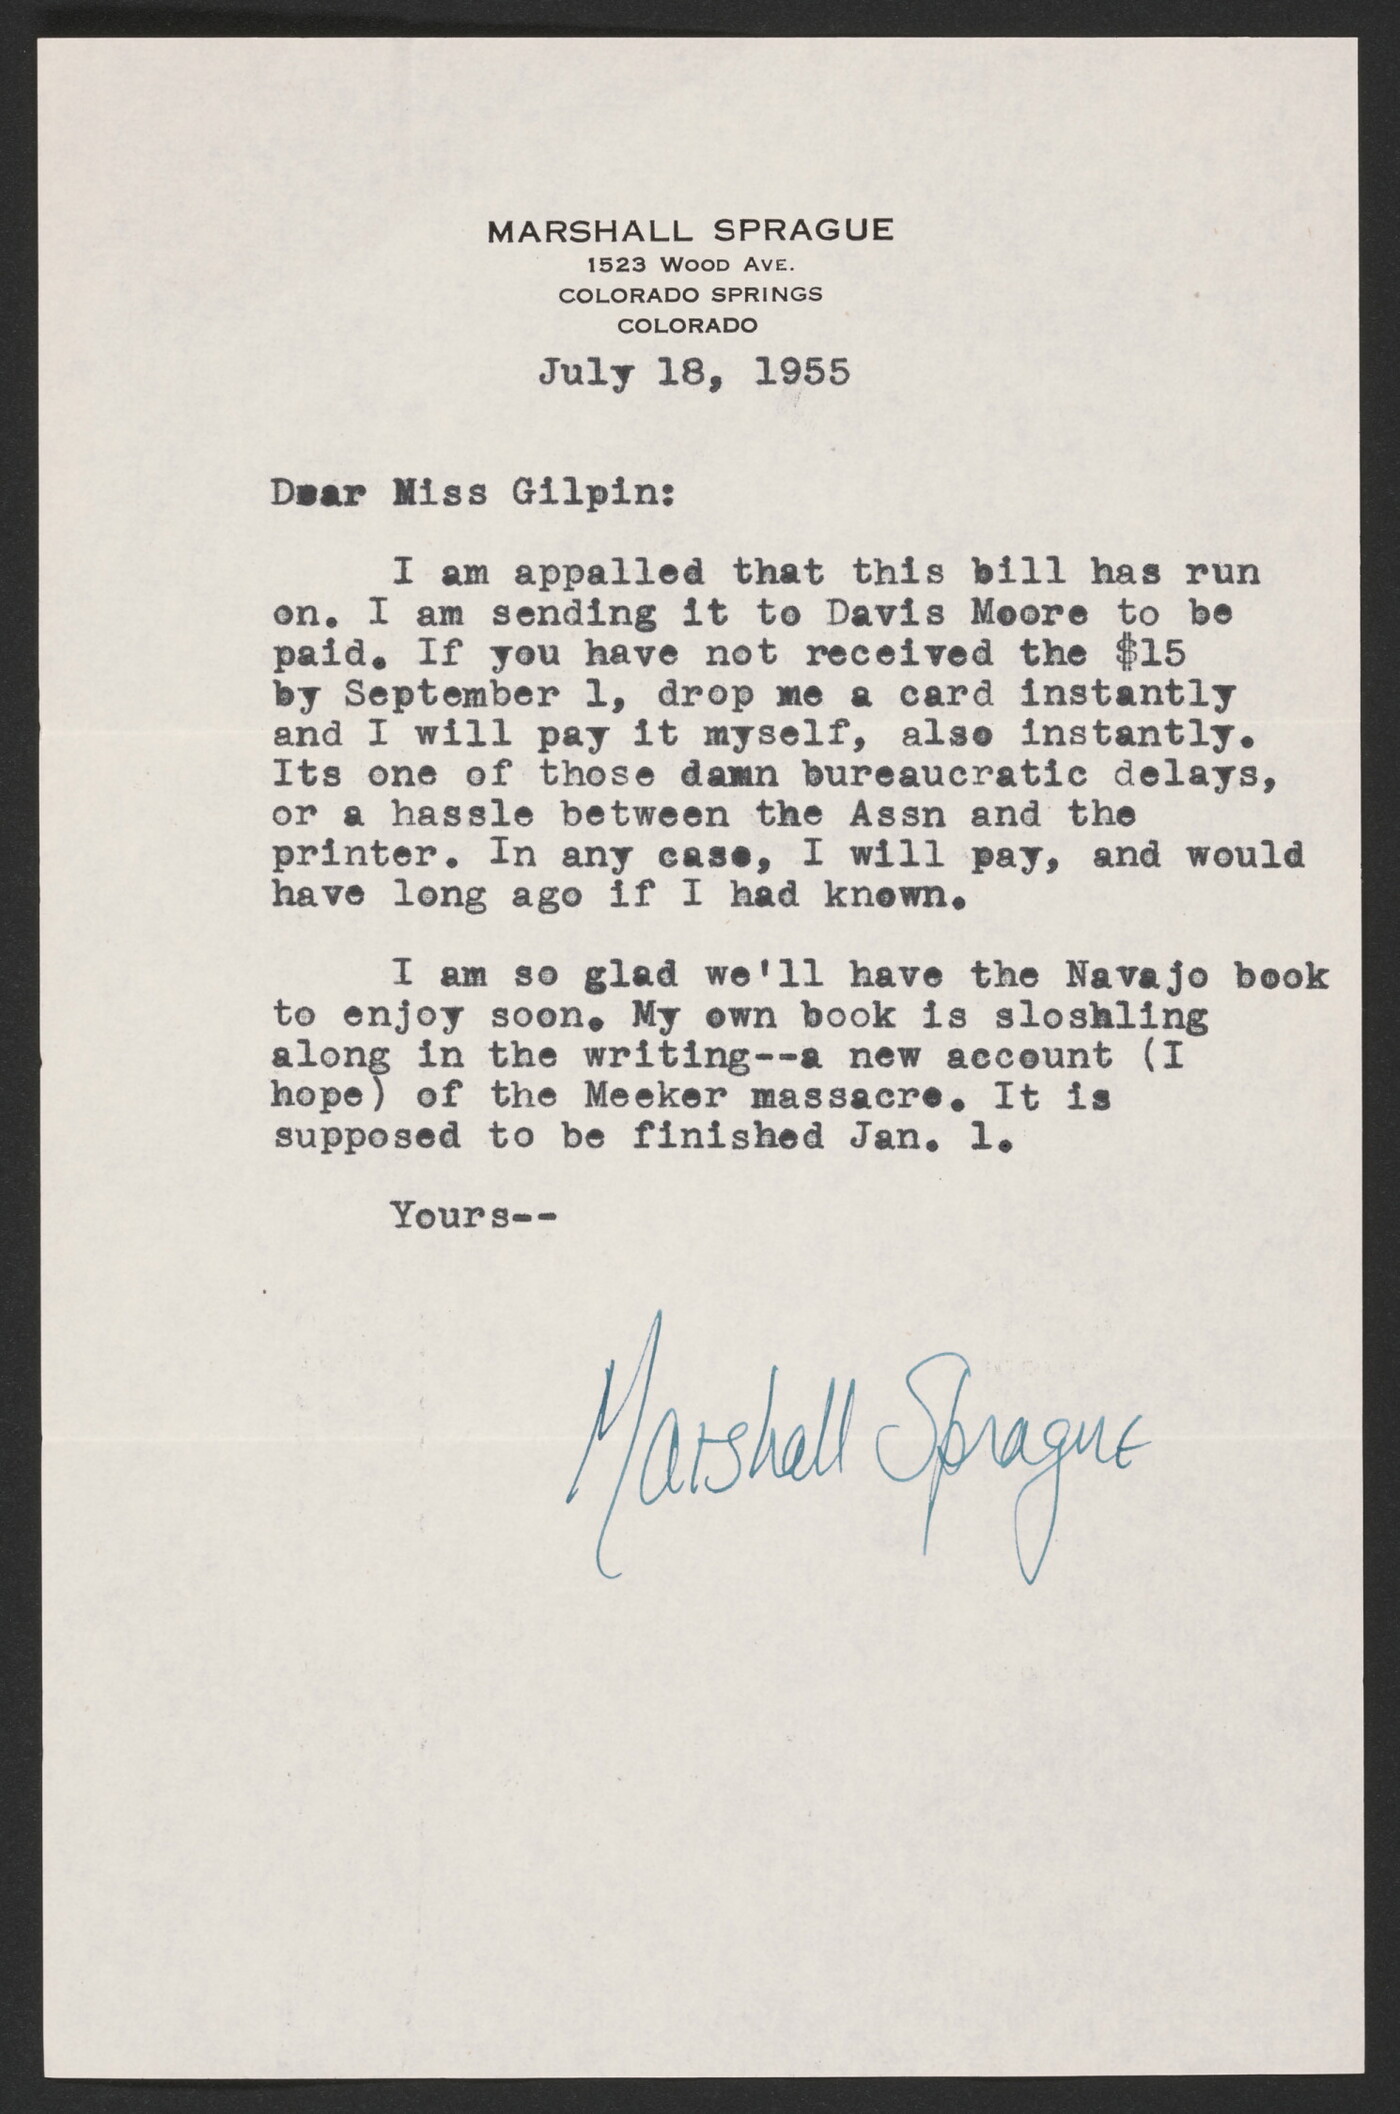 MARSHALL SPRAGUE
1523 WOOD AVE.
COLORADO SPRINGS
COLORADO
July 18, 1955
Dear Miss Gilpin:
I am appalled that this bill has run
on. I am sending it to Davis Moore to be
paid. If you have not received the $15
by September 1, drop me a card instantly
and I will pay it myself, also instantly.
Its one of those damn bureaucratic delays,
or a hassle between the Assn and the
printer. In any case, I will pay, and would
have long ago if I had known.
I am so glad we'll have the Navajo book
to enjoy soon. My own book is sloshling
along in the writing--a new account (I
hope) of the Meeker massacre. It is
supposed to be finished Jan. 1.
Yours--
Marshall Sprague